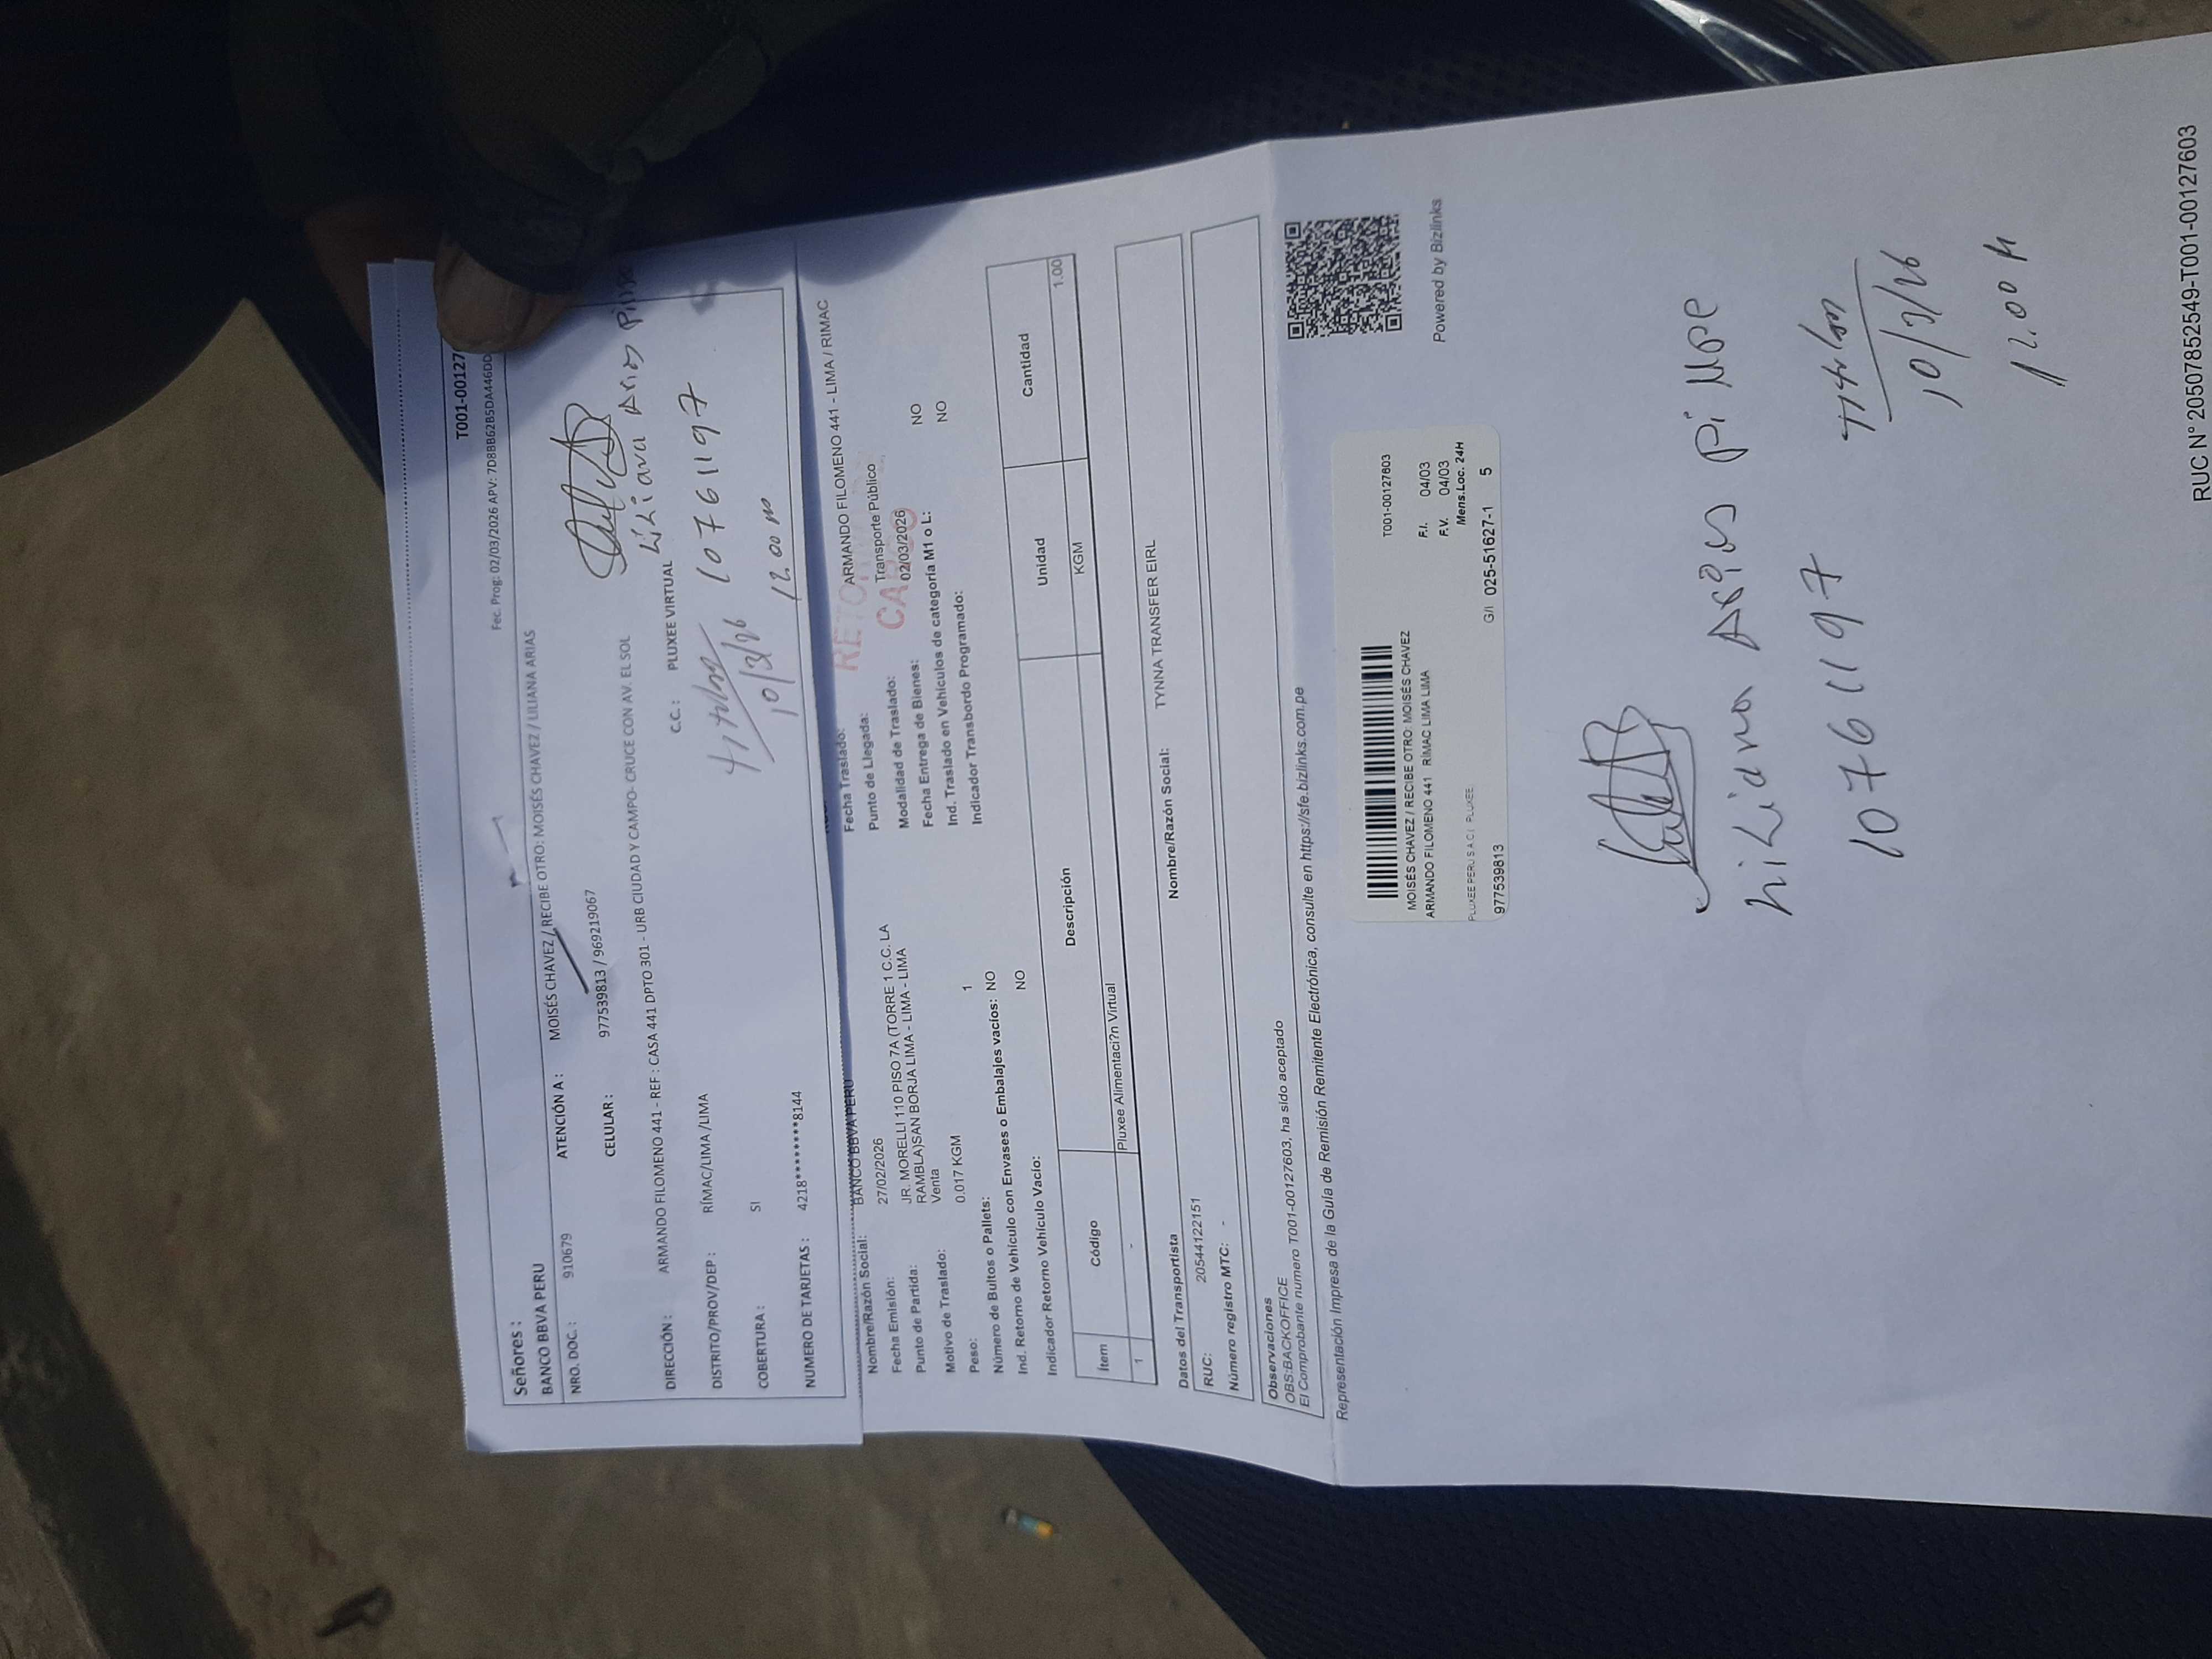 T001-00127
Fec. Prog: 02/03/2026 APV: 7D8BB62B5DA446DD
Señores :
BANCO BBVA PERU
NRO. DOC. : 910679 ATENCIÓN A : MOISÉS CHAVEZ / RECIBE OTRO: MOISÉS CHAVEZ / LILIANA ARIAS
CELULAR : 977539813 / 969219067
DIRECCIÓN : ARMANDO FILOMENO 441 - REF : CASA 441 DPTO 301 - URB CIUDAD Y CAMPO- CRUCE CON AV. EL SOL
DISTRITO/PROV/DEP : RÍMAC/LIMA /LIMA C.C. : PLUXEE VIRTUAL
COBERTURA : SI
NUMERO DE TARJETAS : 4218********8144
Liliana Arias
10761197
10/3/26
12.00 m
Nombre/Razón Social: BANCO BBVA PERU
Fecha Emisión: 27/02/2026
Punto de Partida: JR. MORELLI 110 PISO 7A (TORRE 1 C.C. LA
RAMBLA)SAN BORJA LIMA - LIMA - LIMA
Motivo de Traslado: Venta
Peso: 0.017 KGM
Número de Bultos o Pallets: 1
Ind. Retorno de Vehículo con Envases o Embalajes vacíos: NO
Indicador Retorno Vehículo Vacío: NO
Fecha Traslado:
Punto de Llegada: ARMANDO FILOMENO 441 - LIMA / RIMAC
Modalidad de Traslado: Transporte Público
Fecha Entrega de Bienes: 02/03/2026
Ind. Traslado en Vehículos de categoría M1 o L: NO
Indicador Transbordo Programado: NO
Ítem Código Descripción Unidad Cantidad
1 - Pluxee Alimentaci?n Virtual KGM 1.00
Datos del Transportista
RUC: 20544122151 Nombre/Razón Social: TYNNA TRANSFER EIRL
Número registro MTC: -
Observaciones
OBS:BACKOFFICE
El Comprobante numero T001-00127603, ha sido aceptado
Representación Impresa de la Guía de Remisión Remitente Electrónica, consulte en https://sfe.bizlinks.com.pe
Powered by Bizlinks
T001-00127603
MOISÉS CHAVEZ / RECIBE OTRO: MOISÉS CHAVEZ
ARMANDO FILOMENO 441 RÍMAC LIMA LIMA
PLUXEE PERU S.A.C / PLUXEE
977539813
F.I. 04/03
F.V. 04/03
Mens.Loc. 24H
G/I 025-51627-1 5
Liliana Arias
10761197
10/3/26
12.00 M
RUC N° 20507852549-T001-00127603